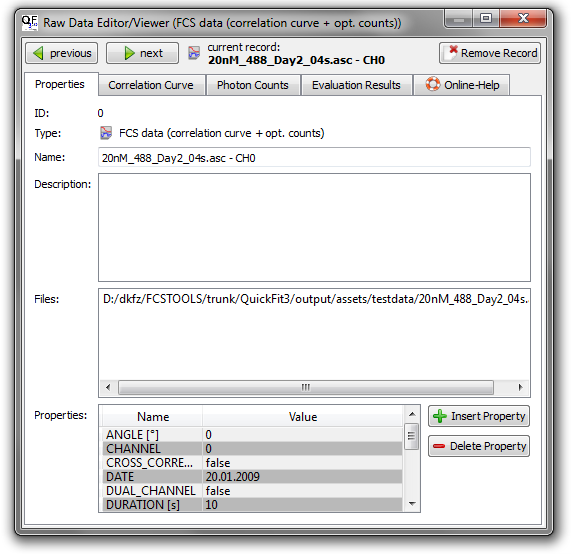 QF
Raw Data Editor/Viewer (FCS data (correlation curve + opt. counts))
previous
next
current record:
20nM_488_Day2_04s.asc - CH0
Remove Record
Properties
Correlation Curve
Photon Counts
Evaluation Results
Online-Help
ID:
0
Type:
FCS data (correlation curve + opt. counts)
Name:
20nM_488_Day2_04s.asc - CH0
Description:
Files:
D:/dkfz/FCSTOOLS/trunk/QuickFit3/output/assets/testdata/20nM_488_Day2_04s.
Properties:
Name Value
ANGLE [°] 0
CHANNEL 0
CROSS_CORRE... false
DATE 20.01.2009
DUAL_CHANNEL false
DURATION [s] 10
Insert Property
Delete Property